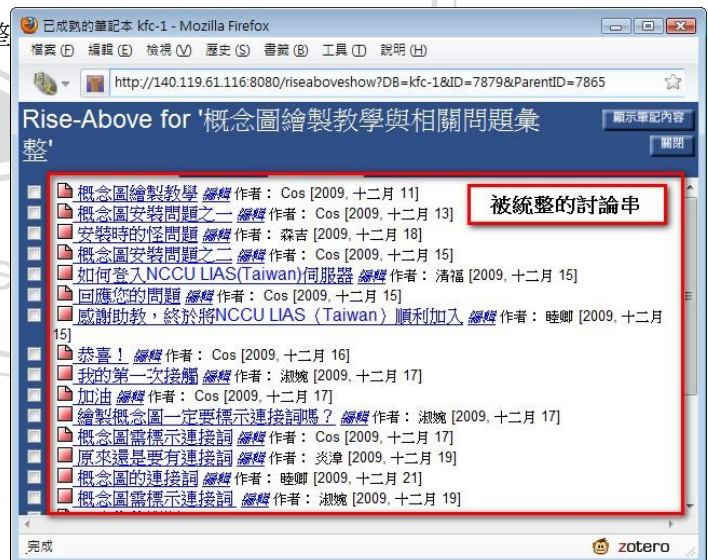 整
已成熟的筆記本 kfc-1 - Mozilla Firefox
檔案(F) 編輯(E) 檢視(V) 歷史(S) 書籤(B) 工具(T) 說明(H)
http://140.119.61.116:8080/riseaboveshow?DB=kfc-1&ID=7879&ParentID=7865
Rise-Above for '概念圖繪製教學與相關問題彙
整'
顯示筆記內容
關閉
被統整的討論串
概念圖繪製教學 編輯 作者： Cos [2009, 十二月 11]
概念圖安裝問題之一 編輯 作者： Cos [2009, 十二月 13]
安裝時的怪問題 編輯 作者： 森吉 [2009, 十二月 18]
概念圖安裝問題之二 編輯 作者： Cos [2009, 十二月 15]
如何登入NCCU LIAS(Taiwan)伺服器 編輯 作者： 清福 [2009, 十二月 15]
回應您的問題 編輯 作者： Cos [2009, 十二月 15]
感謝助教，終於將NCCU LIAS（Taiwan）順利加入 編輯 作者： 睦卿 [2009, 十二月
15]
恭喜！ 編輯 作者： Cos [2009, 十二月 16]
我的第一次接觸 編輯 作者： 淑婉 [2009, 十二月 17]
加油 編輯 作者： Cos [2009, 十二月 17]
繪製概念圖一定要標示連接詞嗎？ 編輯 作者： 淑婉 [2009, 十二月 17]
概念圖需標示連接詞 編輯 作者： Cos [2009, 十二月 17]
原來還是要有連接詞 編輯 作者： 炎漳 [2009, 十二月 19]
概念圖的連接詞 編輯 作者： 睦卿 [2009, 十二月 21]
概念圖需標示連接詞 編輯 作者： 淑婉 [2009, 十二月 19]
完成
zotero